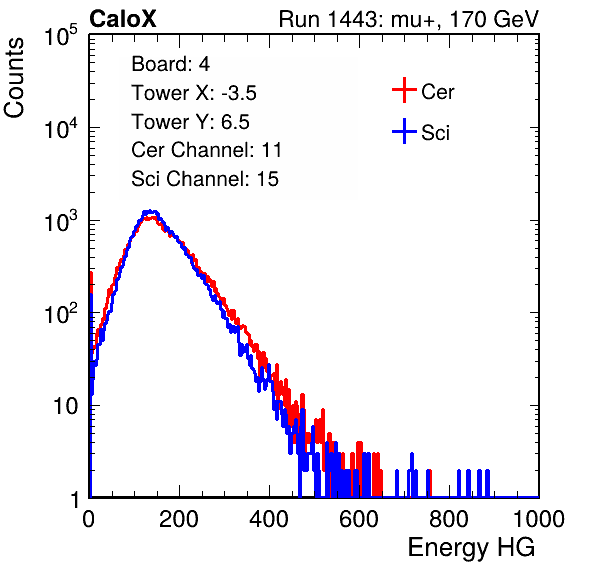 CaloX Run 1443: mu+, 170 GeV
Counts
Board: 4
Tower X: -3.5
Tower Y: 6.5
Cer Channel: 11
Sci Channel: 15
Cer
Sci
10^5
10^4
10^3
10^2
10
1
0 200 400 600 800 1000
Energy HG